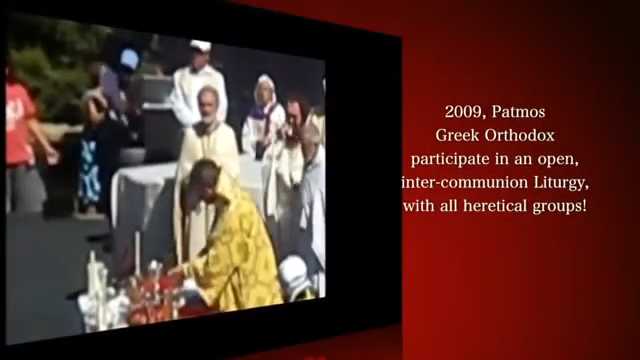 2009, Patmos
Greek Orthodox
participate in an open,
inter-communion Liturgy,
with all heretical groups!